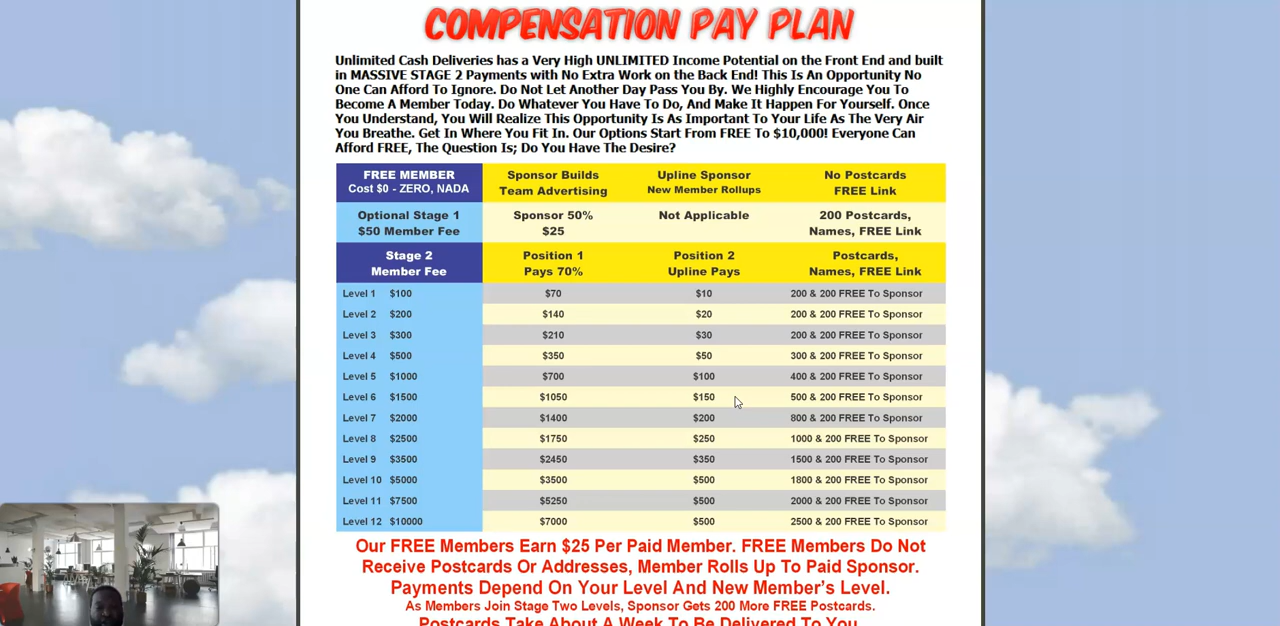 COMPENSATION PAY PLAN
Unlimited Cash Deliveries has a Very High UNLIMITED Income Potential on the Front End and built
in MASSIVE STAGE 2 Payments with No Extra Work on the Back End! This Is An Opportunity No
One Can Afford To Ignore. Do Not Let Another Day Pass You By. We Highly Encourage You To
Become A Member Today. Do Whatever You Have To Do, And Make It Happen For Yourself. Once
You Understand, You Will Realize This Opportunity Is As Important To Your Life As The Very Air
You Breathe. Get In Where You Fit In. Our Options Start From FREE To $10,000! Everyone Can
Afford FREE, The Question Is; Do You Have The Desire?
FREE MEMBER Sponsor Builds Upline Sponsor No Postcards
Cost $0 - ZERO, NADA Team Advertising New Member Rollups FREE Link
Optional Stage 1 Sponsor 50% Not Applicable 200 Postcards,
$50 Member Fee $25 Names, FREE Link
Stage 2 Position 1 Position 2 Postcards,
Member Fee Pays 70% Upline Pays Names, FREE Link
Level 1 $100 $70 $10 200 & 200 FREE To Sponsor
Level 2 $200 $140 $20 200 & 200 FREE To Sponsor
Level 3 $300 $210 $30 200 & 200 FREE To Sponsor
Level 4 $500 $350 $50 300 & 200 FREE To Sponsor
Level 5 $1000 $700 $100 400 & 200 FREE To Sponsor
Level 6 $1500 $1050 $150 500 & 200 FREE To Sponsor
Level 7 $2000 $1400 $200 800 & 200 FREE To Sponsor
Level 8 $2500 $1750 $250 1000 & 200 FREE To Sponsor
Level 9 $3500 $2450 $350 1500 & 200 FREE To Sponsor
Level 10 $5000 $3500 $500 1800 & 200 FREE To Sponsor
Level 11 $7500 $5250 $500 2000 & 200 FREE To Sponsor
Level 12 $10000 $7000 $500 2500 & 200 FREE To Sponsor
Our FREE Members Earn $25 Per Paid Member. FREE Members Do Not
Receive Postcards Or Addresses, Member Rolls Up To Paid Sponsor.
Payments Depend On Your Level And New Member's Level.
As Members Join Stage Two Levels, Sponsor Gets 200 More FREE Postcards.
Postcards Take About A Week To Be Delivered To You